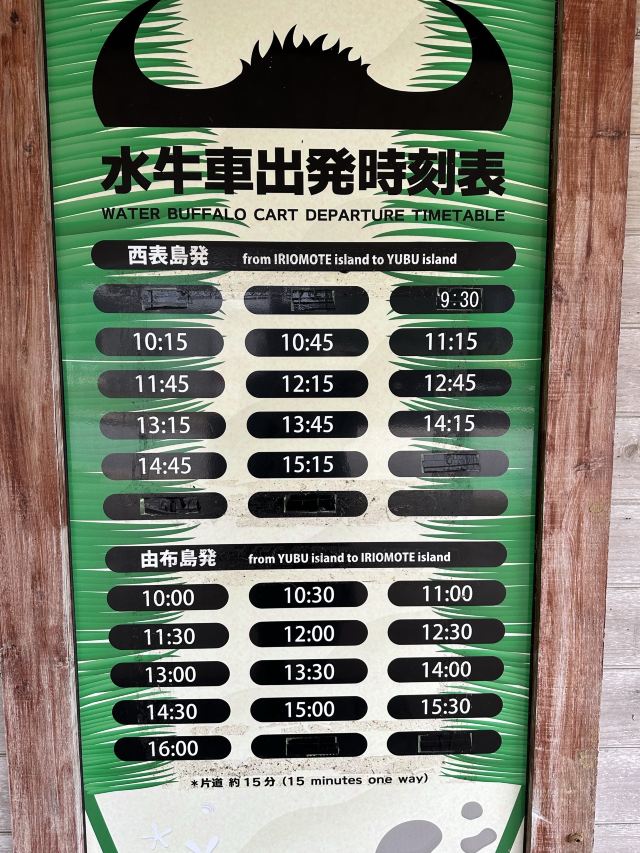 水牛車出発時刻表
WATER BUFFALO CART DEPARTURE TIMETABLE
西表島発 from IRIOMOTE island to YUBU island
9:30
10:15 10:45 11:15
11:45 12:15 12:45
13:15 13:45 14:15
14:45 15:15
由布島発 from YUBU island to IRIOMOTE island
10:00 10:30 11:00
11:30 12:00 12:30
13:00 13:30 14:00
14:30 15:00 15:30
16:00
*片道 約15分 (15 minutes one way)